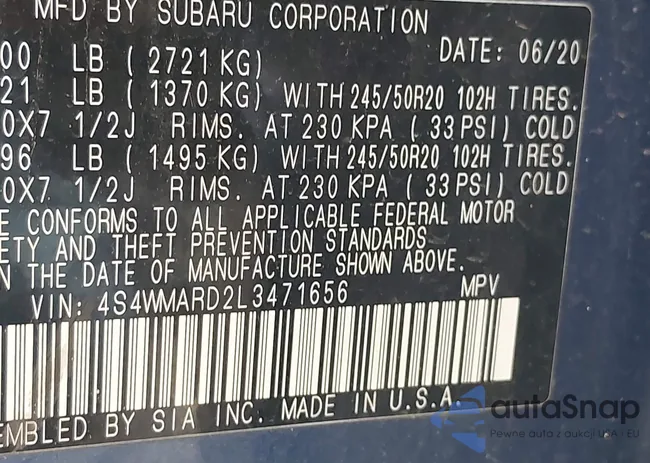 MFD BY SUBARU CORPORATION
DATE: 06/20
00 LB ( 2721 KG)
21 LB ( 1370 KG) WITH 245/50R20 102H TIRES.
0X7 1/2J RIMS. AT 230 KPA ( 33 PSI) COLD
96 LB ( 1495 KG) WITH 245/50R20 102H TIRES.
0X7 1/2J RIMS. AT 230 KPA ( 33 PSI) COLD
E CONFORMS TO ALL APPLICABLE FEDERAL MOTOR
ETY AND THEFT PREVENTION STANDARDS
N THE DATE OF MANUFACTURE SHOWN ABOVE.
VIN: 4S4WMARD2L3471656 MPV
EMBLED BY SIA INC. MADE IN U.S.A.
autaSnap
Pewne auta z aukcji USA - EU